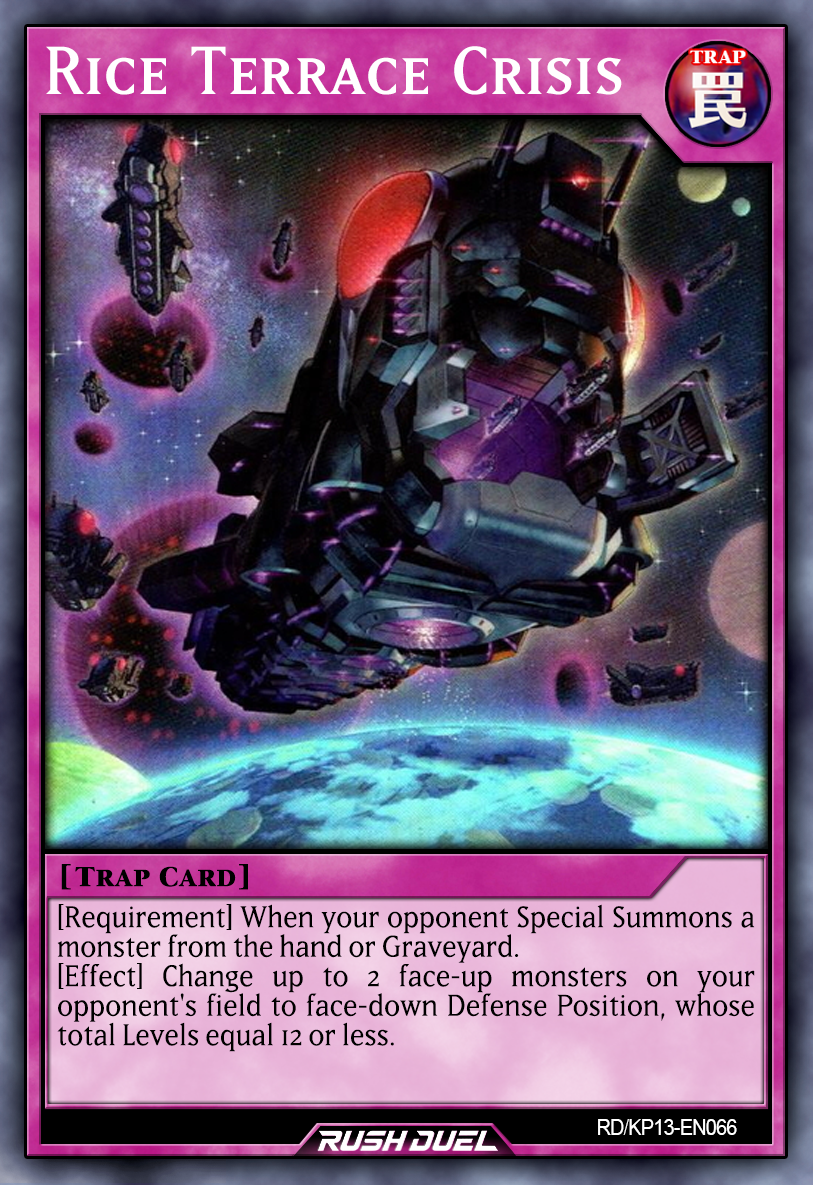 Rice Terrace Crisis
TRAP
罠
[Trap Card]
[Requirement] When your opponent Special Summons a
monster from the hand or Graveyard.
[Effect] Change up to 2 face-up monsters on your
opponent's field to face-down Defense Position, whose
total Levels equal 12 or less.
RD/KP13-EN066
RUSH DUEL